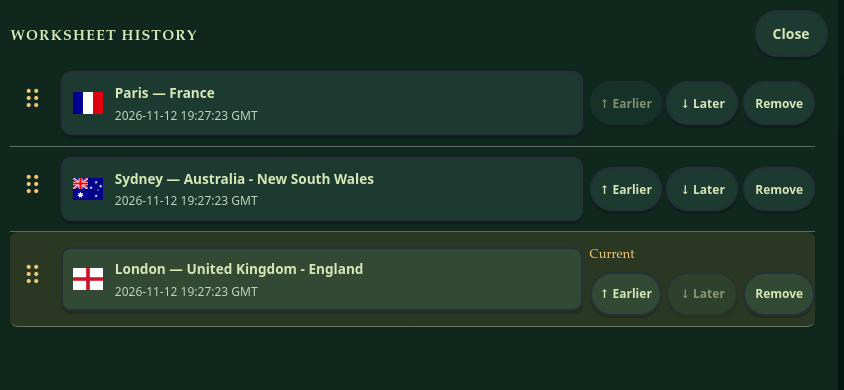 WORKSHEET HISTORY
Close
Paris — France
2026-11-12 19:27:23 GMT
↑ Earlier
↓ Later
Remove
Sydney — Australia - New South Wales
2026-11-12 19:27:23 GMT
↑ Earlier
↓ Later
Remove
London — United Kingdom - England
2026-11-12 19:27:23 GMT
Current
↑ Earlier
↓ Later
Remove